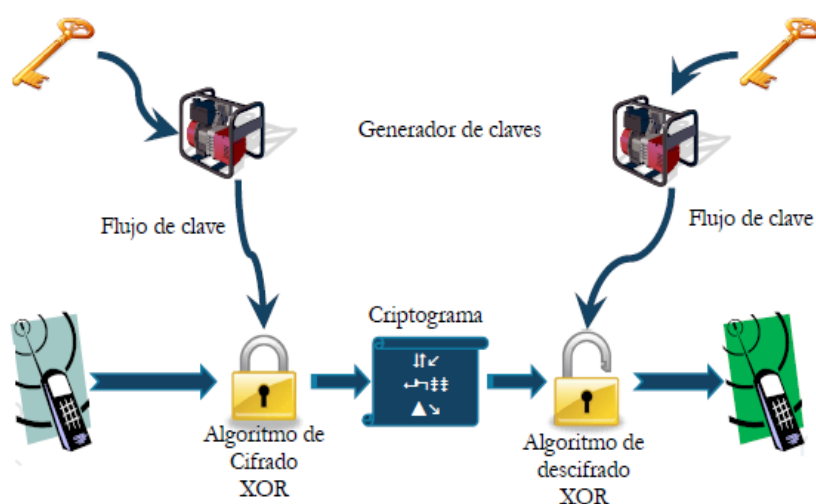 Generador de claves
Flujo de clave
Flujo de clave
Criptograma
Algoritmo de
Cifrado
XOR
Algoritmo de
descifrado
XOR